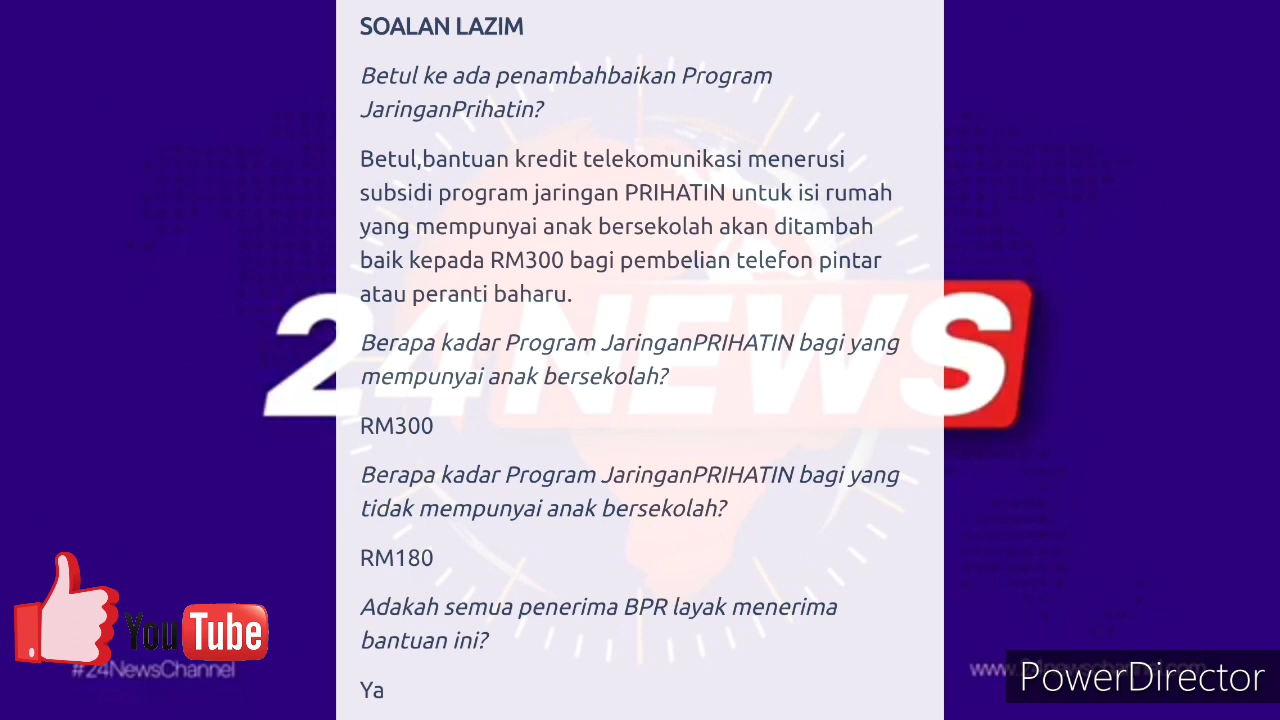 SOALAN LAZIM
Betul ke ada penambahbaikan Program
JaringanPrihatin?
Betul,bantuan kredit telekomunikasi menerusi
subsidi program jaringan PRIHATIN untuk isi rumah
yang mempunyai anak bersekolah akan ditambah
baik kepada RM300 bagi pembelian telefon pintar
atau peranti baharu.
24NEWS
Berapa kadar Program JaringanPRIHATIN bagi yang
mempunyai anak bersekolah?
RM300
Berapa kadar Program JaringanPRIHATIN bagi yang
tidak mempunyai anak bersekolah?
RM180
Adakah semua penerima BPR layak menerima
bantuan ini?
Ya
YouTube
#24NewsChannel
PowerDirector